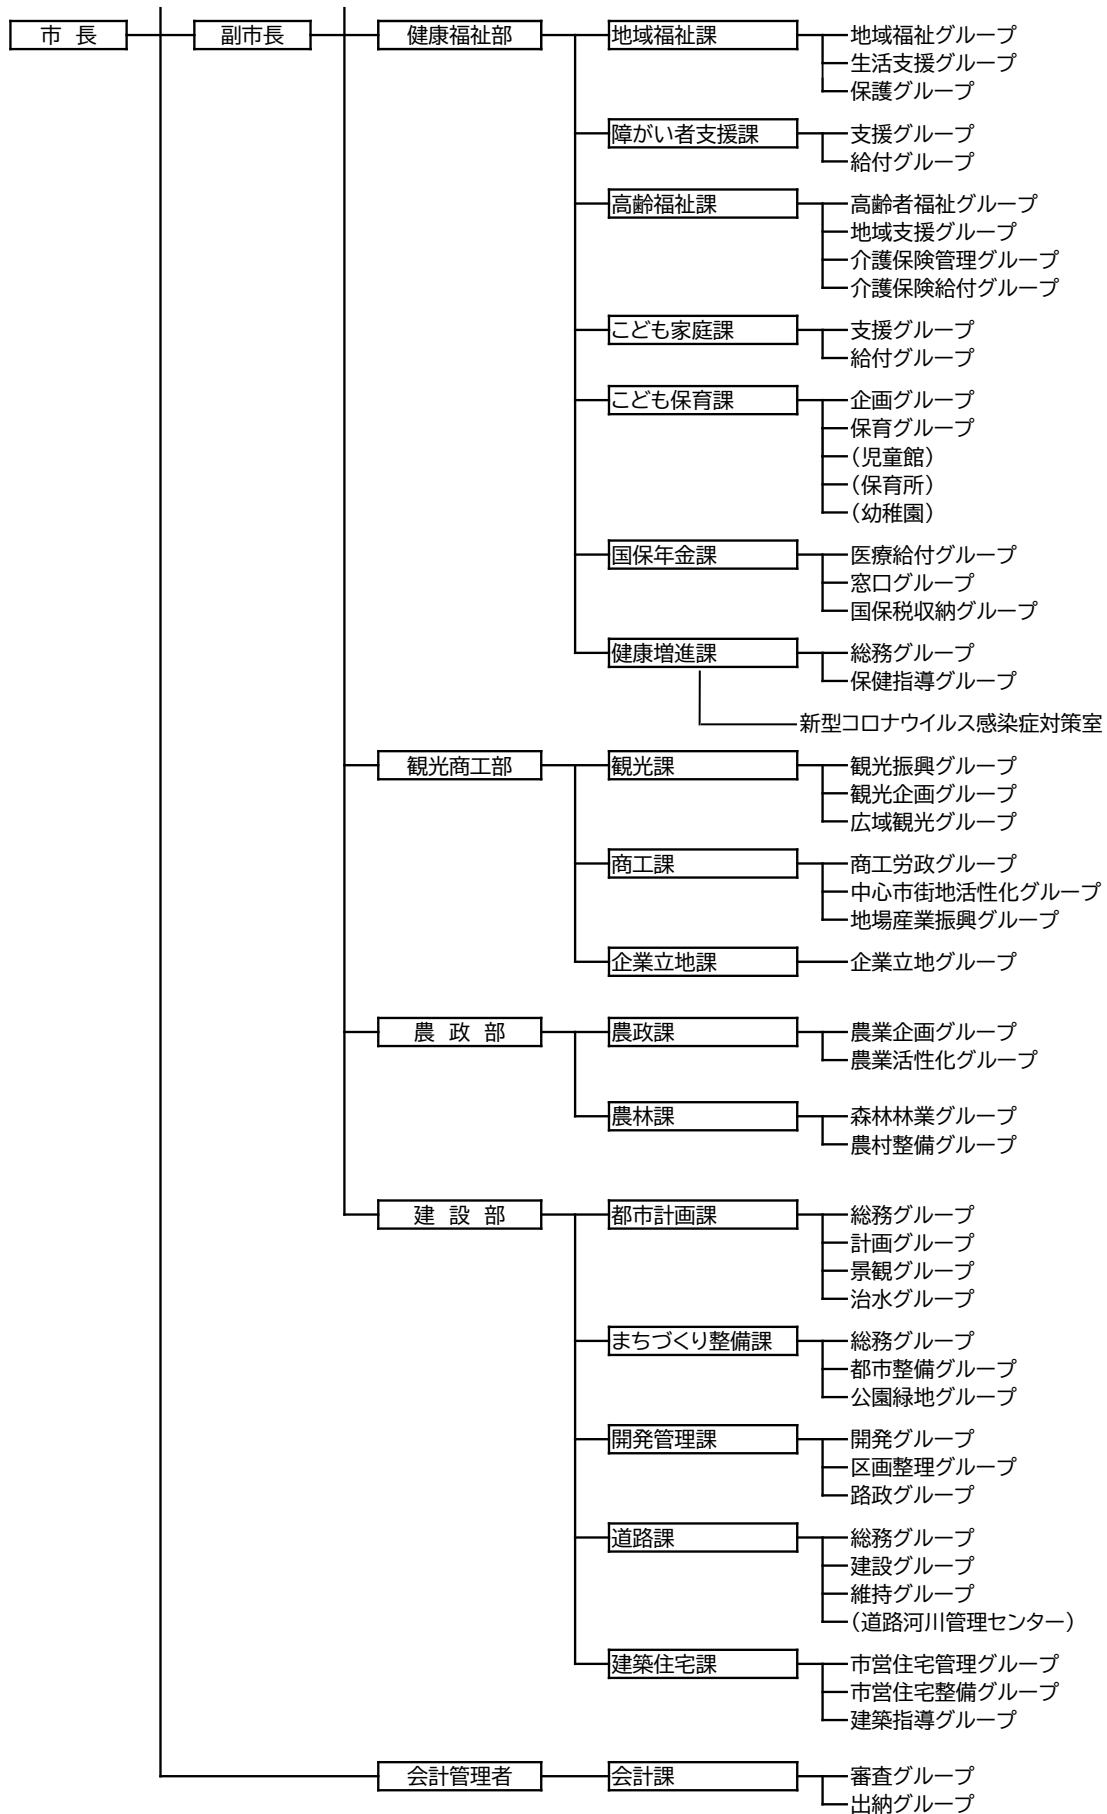 市 長 副市長 健康福祉部 地域福祉課 地域福祉グループ
生活支援グループ
保護グループ
障がい者支援課 支援グループ
給付グループ
高齢福祉課 高齢者福祉グループ
地域支援グループ
介護保険管理グループ
介護保険給付グループ
こども家庭課 支援グループ
給付グループ
こども保育課 企画グループ
保育グループ
(児童館)
(保育所)
(幼稚園)
国保年金課 医療給付グループ
窓口グループ
国保税収納グループ
健康増進課 総務グループ
保健指導グループ
新型コロナウイルス感染症対策室
観光商工部 観光課 観光振興グループ
観光企画グループ
広域観光グループ
商工課 商工労政グループ
中心市街地活性化グループ
地場産業振興グループ
企業立地課 企業立地グループ
農 政 部 農政課 農業企画グループ
農業活性化グループ
農林課 森林林業グループ
農村整備グループ
建 設 部 都市計画課 総務グループ
計画グループ
景観グループ
治水グループ
まちづくり整備課 総務グループ
都市整備グループ
公園緑地グループ
開発管理課 開発グループ
区画整理グループ
路政グループ
道路課 総務グループ
建設グループ
維持グループ
(道路河川管理センター)
建築住宅課 市営住宅管理グループ
市営住宅整備グループ
建築指導グループ
会計管理者 会計課 審査グループ
出納グループ